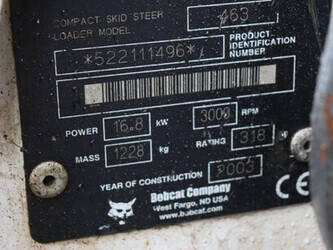 COMPACT SKID STEER
LOADER MODEL 463
*522111496*
PRODUCT
IDENTIFICATION
NUMBER
POWER 16.8 kW 3000 RPM
MASS 1228 kg RATING 318
YEAR OF CONSTRUCTION 2005
Bobcat Company
West Fargo, ND USA
www.bobcat.com
CE